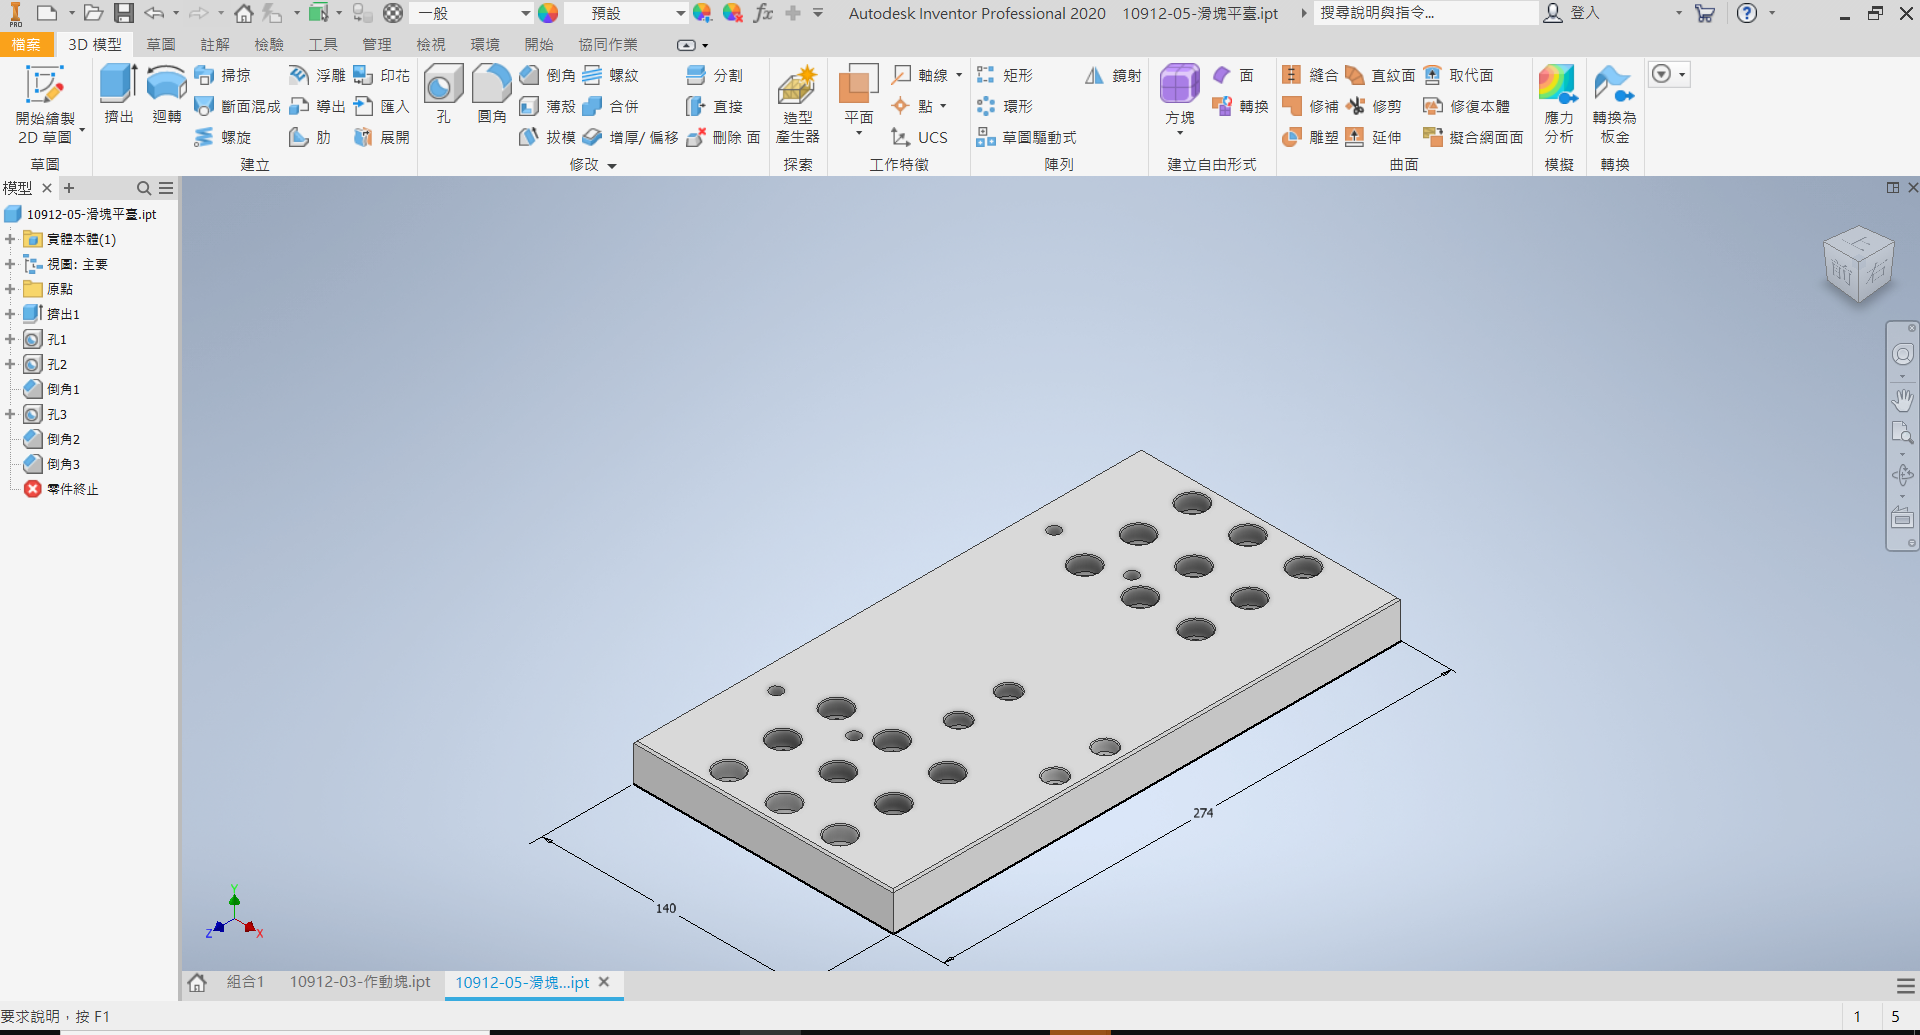 PRO
一般
預設
fx
Autodesk Inventor Professional 2020 10912-05-滑塊平臺.ipt
搜尋說明與指令...
登入
檔案
3D 模型
草圖
註解
檢驗
工具
管理
檢視
環境
開始
協同作業
開始繪製
2D 草圖
草圖
擠出
迴轉
掃掠
斷面混成
螺旋
浮雕
導出
肋
印花
匯入
展開
建立
孔
圓角
倒角
薄殼
拔模
螺紋
合併
增厚/ 偏移
分割
直接
刪除 面
修改
造型
產生器
探索
平面
軸線
點
UCS
工作特徵
矩形
環形
草圖驅動式
鏡射
陣列
方塊
面
轉換
建立自由形式
縫合
修補
雕塑
直紋面
修剪
延伸
取代面
修復本體
擬合網面面
曲面
應力
分析
模擬
轉換為
板金
轉換
模型
10912-05-滑塊平臺.ipt
實體本體(1)
視圖: 主要
原點
擠出1
孔1
孔2
倒角1
孔3
倒角2
倒角3
零件終止
上
前
右
274
140
Y
Z
X
組合1
10912-03-作動塊.ipt
10912-05-滑塊...ipt
要求說明，按 F1
1
5